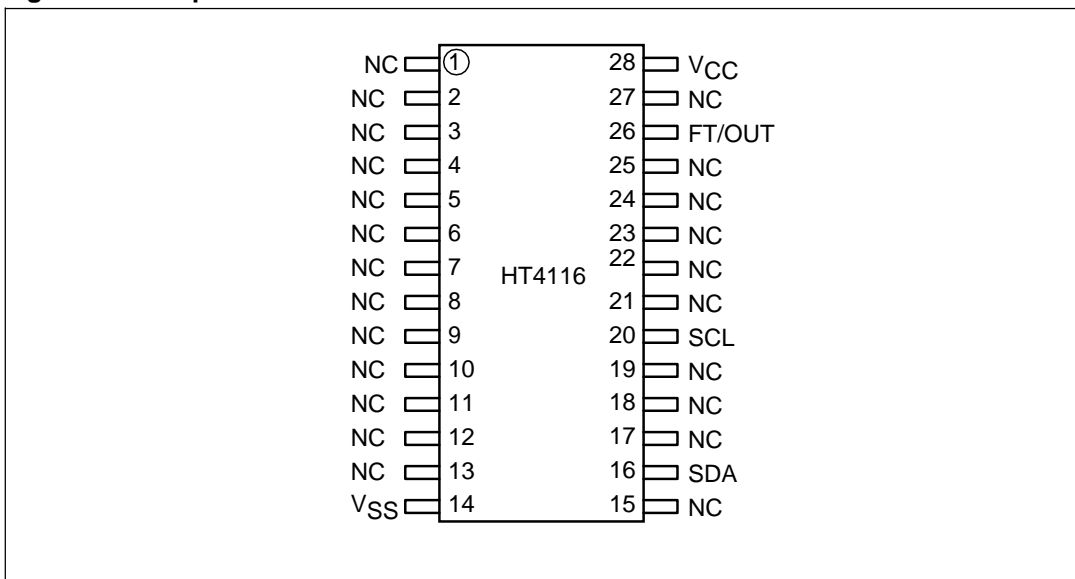 NC 1 28 VCC
NC 2 27 NC
NC 3 26 FT/OUT
NC 4 25 NC
NC 5 24 NC
NC 6 23 NC
NC 7 22 NC
HT4116
NC 8 21 NC
NC 9 20 SCL
NC 10 19 NC
NC 11 18 NC
NC 12 17 NC
NC 13 16 SDA
VSS 14 15 NC